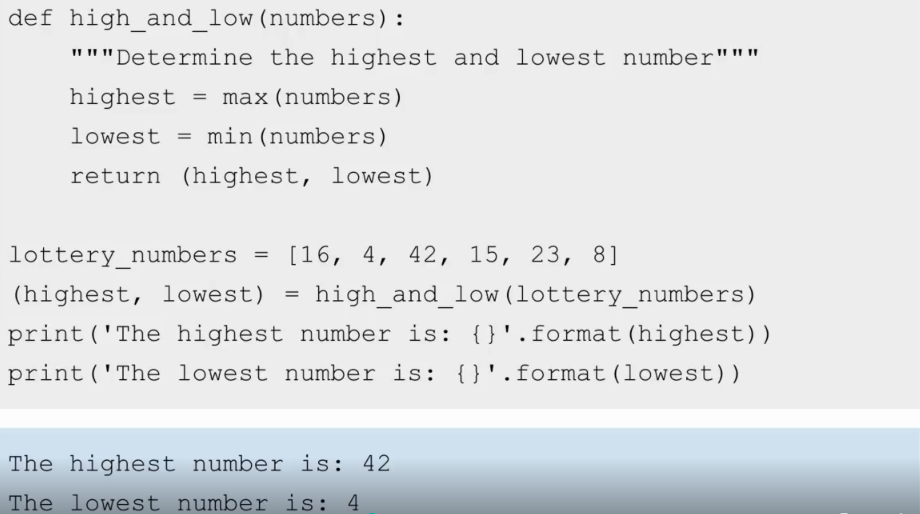 def high_and_low(numbers):
    """Determine the highest and lowest number"""
    highest = max(numbers)
    lowest = min(numbers)
    return (highest, lowest)

lottery_numbers = [16, 4, 42, 15, 23, 8]
(highest, lowest) = high_and_low(lottery_numbers)
print('The highest number is: {}'.format(highest))
print('The lowest number is: {}'.format(lowest))

The highest number is: 42
The lowest number is: 4